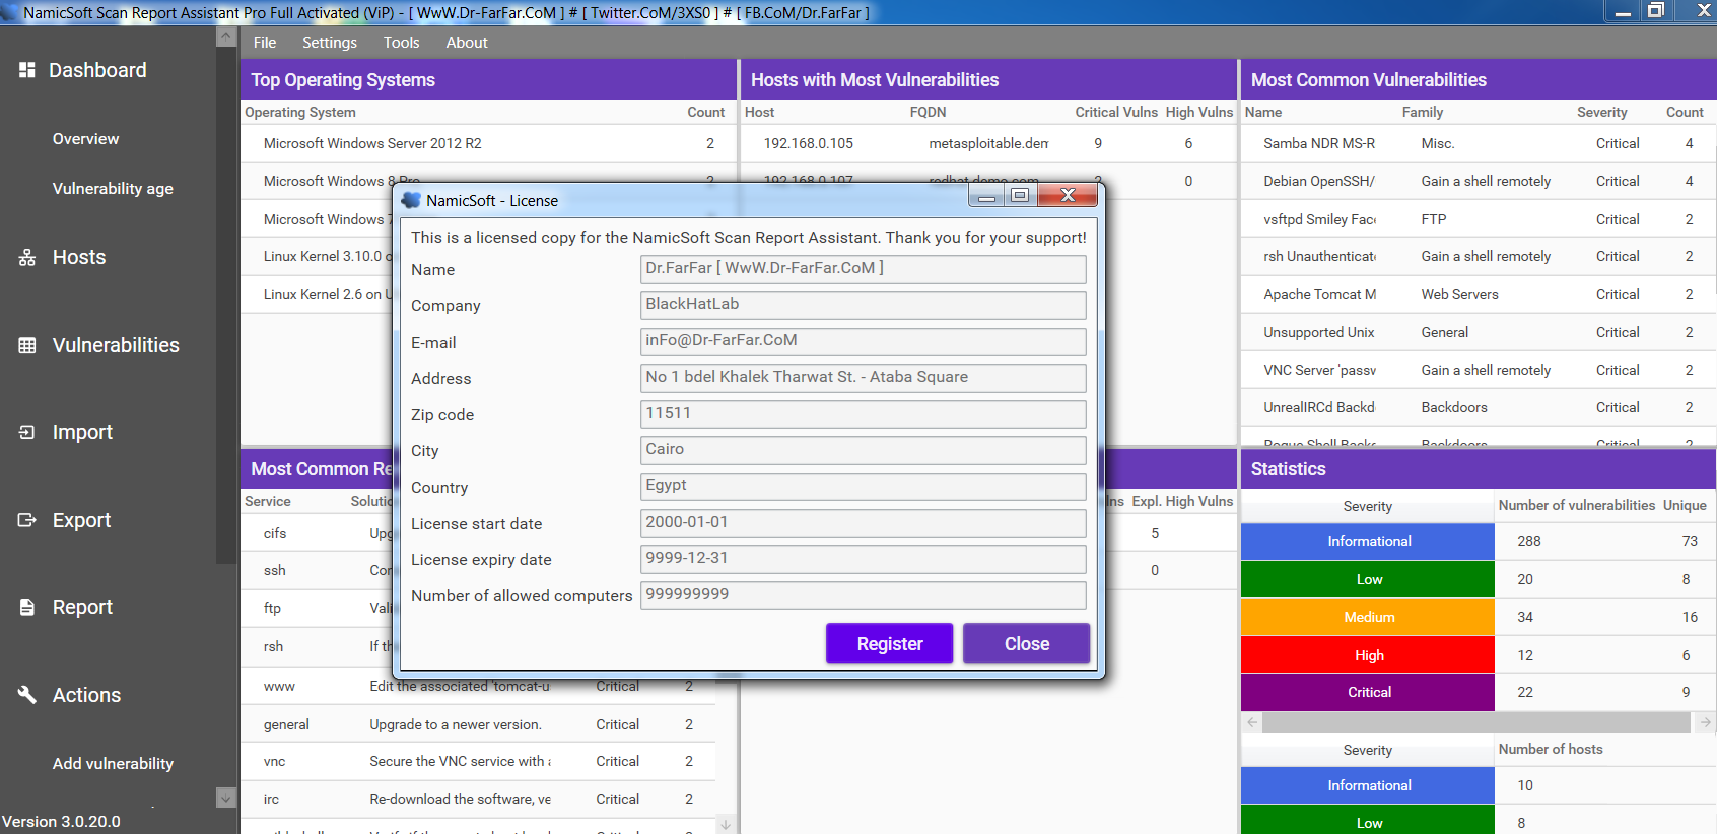 NamicSoft Scan Report Assistant Pro Full Activated (ViP) - [ WwW.Dr-FarFar.CoM ] # [ Twitter.CoM/3XS0 ] # [ FB.CoM/Dr.FarFar ]
File Settings Tools About
Dashboard
Overview
Vulnerability age
Hosts
Vulnerabilities
Import
Export
Report
Actions
Add vulnerability
Version 3.0.20.0
Top Operating Systems
Operating System Count
Microsoft Windows Server 2012 R2 2
Microsoft Windows 8 Pro 2
Microsoft Windows 7
Linux Kernel 3.10.0
Linux Kernel 2.6 on
Hosts with Most Vulnerabilities
Host FQDN Critical Vulns High Vulns
192.168.0.105 metasploitable.dem 9 6
192.168.0.107 redhat.demo.com 2 0
Most Common Vulnerabilities
Name Family Severity Count
Samba NDR MS-R Misc. Critical 4
Debian OpenSSH/ Gain a shell remotely Critical 4
vsftpd Smiley Fac FTP Critical 2
rsh Unauthenticat Remote Critical 2
Apache Tomcat M Web Servers Critical 2
Unsupported Unix General Critical 2
VNC Server 'passv Gain a shell remotely Critical 2
UnrealIRCd Backd Backdoors Critical 2
Rogue Shell Backd Backdoors Critical 2
NamicSoft - License
This is a licensed copy for the NamicSoft Scan Report Assistant. Thank you for your support!
Name Dr.FarFar [ WwW.Dr-FarFar.CoM ]
Company BlackHatLab
E-mail inFo@Dr-FarFar.CoM
Address No 1 bdel Khalek Tharwat St. - Ataba Square
Zip code 11511
City Cairo
Country Egypt
License start date 2000-01-01
License expiry date 9999-12-31
Number of allowed computers 999999999
Register Close
Most Common Re
Service Solutio
cifs Upg
ssh Cor
ftp Vali
rsh If th
www Edit the associated 'tomcat-u Critical 2
general Upgrade to a newer version. Critical 2
vnc Secure the VNC service with a Critical 2
irc Re-download the software, ve Critical 2
lns Expl. High Vulns
5
0
Statistics
Severity Number of vulnerabilities Unique
Informational 288 73
Low 20 8
Medium 34 16
High 12 6
Critical 22 9
Severity Number of hosts
Informational 10
Low 8